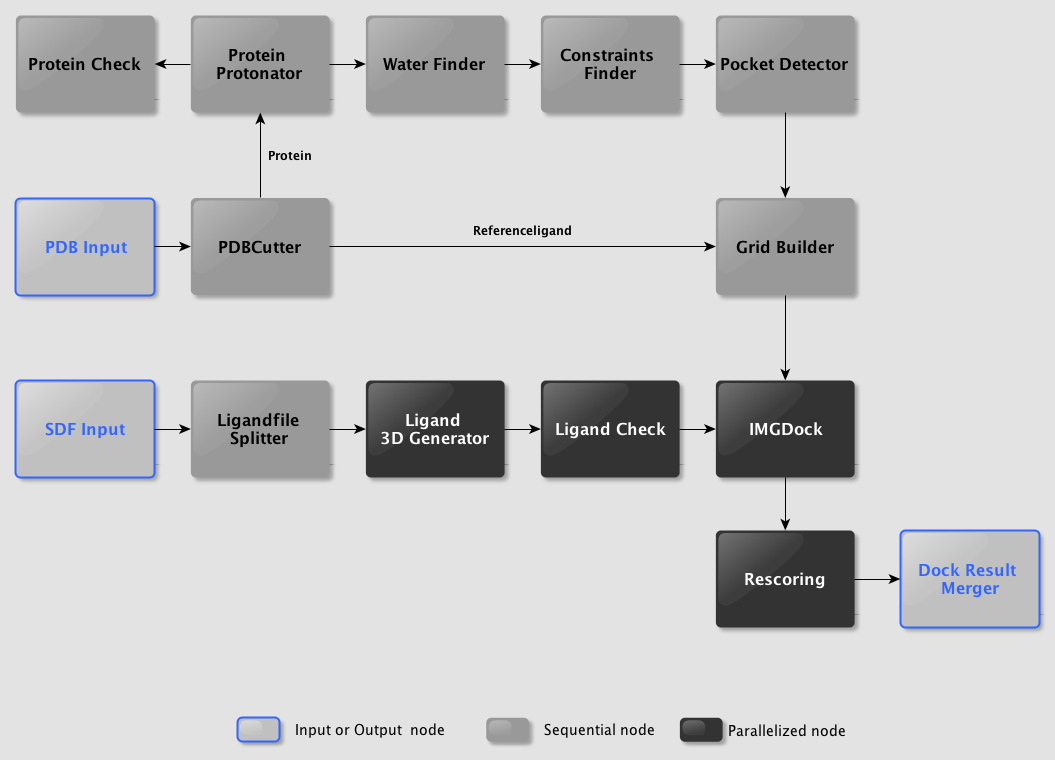 Protein Check
Protein
Protonator
Water Finder
Constraints
Finder
Pocket Detector
Protein
PDB Input
PDBCutter
Referenceligand
Grid Builder
SDF Input
Ligandfile
Splitter
Ligand
3D Generator
Ligand Check
IMGDock
Rescoring
Dock Result
Merger
Input or Output node
Sequential node
Parallelized node